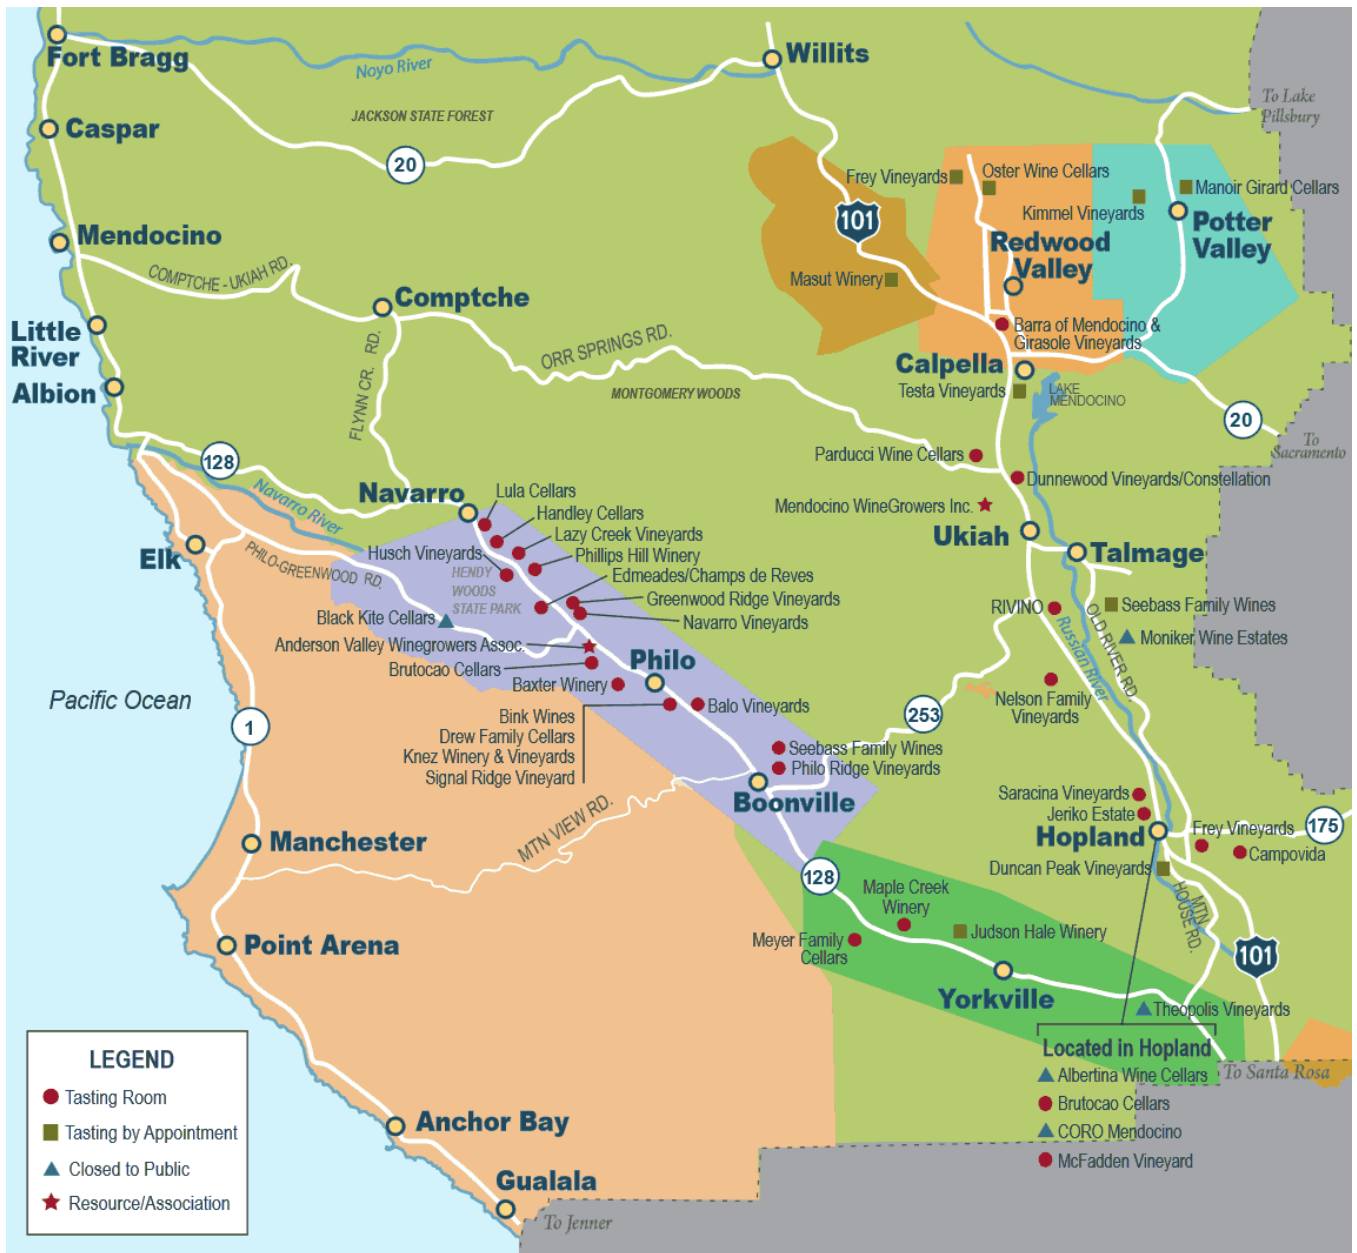 Fort Bragg
Noyo River
Willits
To Lake
Pillsbury
JACKSON STATE FOREST
Caspar
20
Frey Vineyards
Oster Wine Cellars
Manoir Girard Cellars
Kimmel Vineyards
101
Potter
Valley
Mendocino
Redwood
Valley
COMPTCHE - UKIAH RD.
Masut Winery
Comptche
Little
River
FLYNN CR. RD.
ORR SPRINGS RD.
Barra of Mendocino &
Girasole Vineyards
Calpella
Albion
MONTGOMERY WOODS
Testa Vineyards
LAKE
MENDOCINO
20
To
Sacramento
128
Parducci Wine Cellars
Dunnewood Vineyards/Constellation
Navarro River
Navarro
Lula Cellars
Handley Cellars
Mendocino WineGrowers Inc.
Lazy Creek Vineyards
Ukiah
Husch Vineyards
Phillips Hill Winery
Talmage
Elk
PHILO-GREENWOOD RD.
HENDY
WOODS
STATE PARK
Edmeades/Champs de Reves
Greenwood Ridge Vineyards
Navarro Vineyards
RIVINO
Seebass Family Wines
Black Kite Cellars
Moniker Wine Estates
OLD RIVER RD.
Russian River
Anderson Valley Winegrowers Assoc.
Brutocao Cellars
Philo
Baxter Winery
Pacific Ocean
Nelson Family
Vineyards
Balo Vineyards
253
Bink Wines
Drew Family Cellars
Knez Winery & Vineyards
Signal Ridge Vineyard
1
Seebass Family Wines
Philo Ridge Vineyards
Boonville
Saracina Vineyards
Jeriko Estate
MTN VIEW RD.
Hopland
Frey Vineyards
175
Manchester
Campovida
128
Duncan Peak Vineyards
MTN
HOUSE RD.
Maple Creek
Winery
Judson Hale Winery
Meyer Family
Cellars
Point Arena
101
Yorkville
Theopolis Vineyards
Located in Hopland
Albertina Wine Cellars
Brutocao Cellars
CORO Mendocino
McFadden Vineyard
To Santa Rosa
LEGEND
Tasting Room
Tasting by Appointment
Closed to Public
Resource/Association
Anchor Bay
Gualala
To Jenner